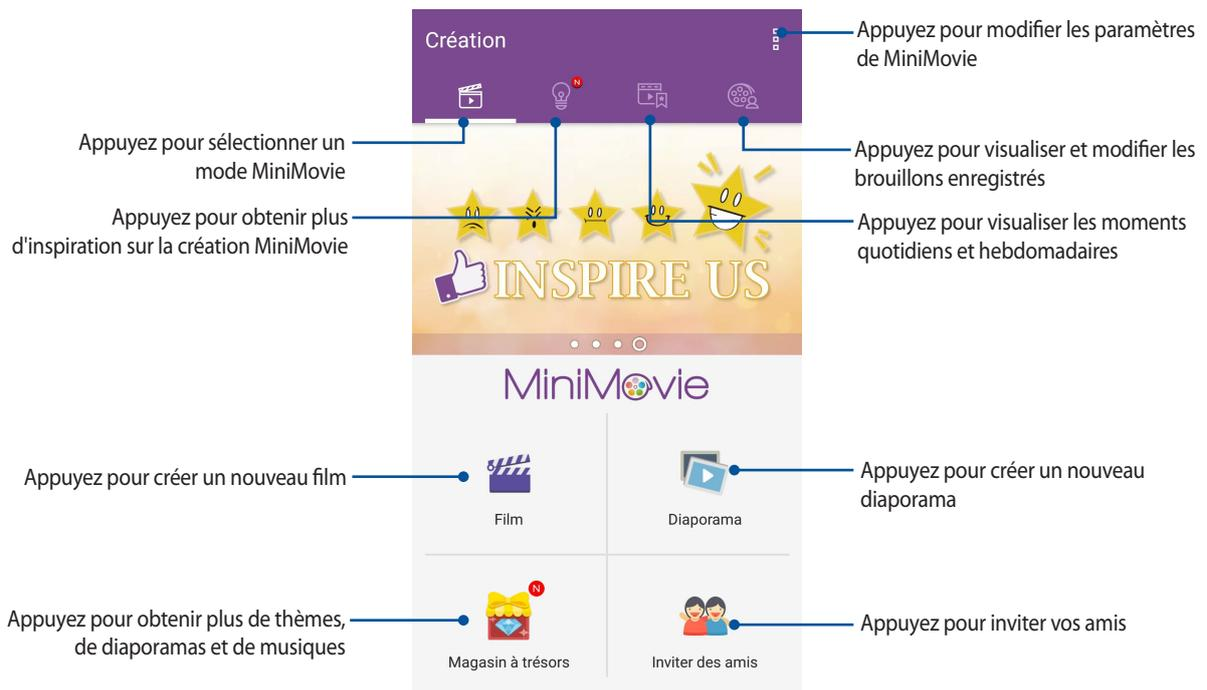 Création
Appuyez pour modifier les paramètres
de MiniMovie
N
Appuyez pour sélectionner un
mode MiniMovie
Appuyez pour visualiser et modifier les
brouillons enregistrés
Appuyez pour obtenir plus
d'inspiration sur la création MiniMovie
Appuyez pour visualiser les moments
quotidiens et hebdomadaires
INSPIRE US
MiniMovie
Appuyez pour créer un nouveau film
Appuyez pour créer un nouveau
diaporama
Film
Diaporama
N
Appuyez pour obtenir plus de thèmes,
de diaporamas et de musiques
Appuyez pour inviter vos amis
Magasin à trésors
Inviter des amis